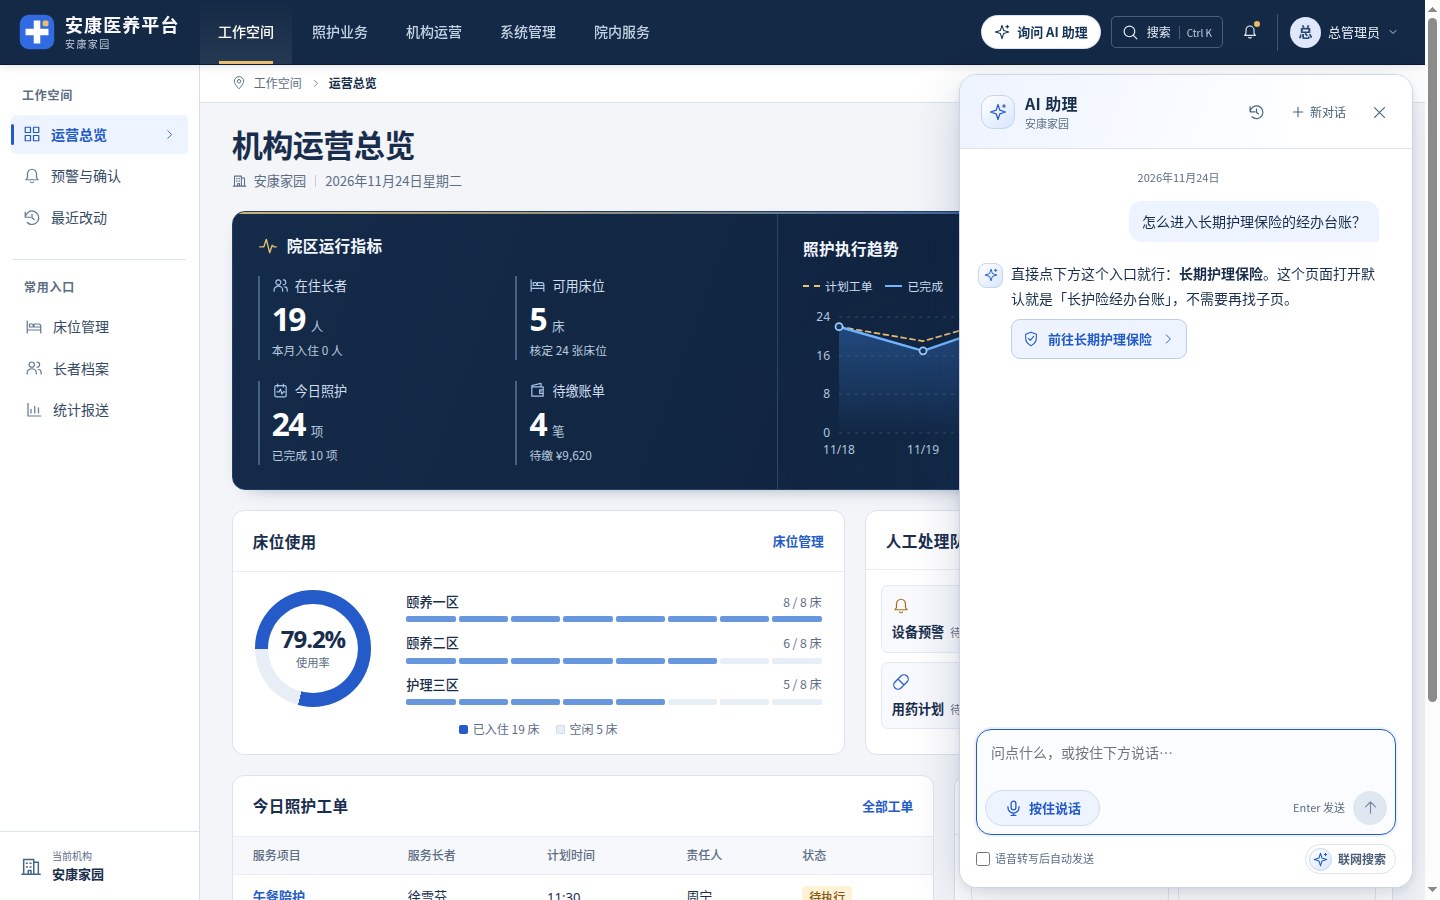 安康医养平台
安康家园
工作空间
照护业务
机构运营
系统管理
院内服务
询问 AI 助理
搜索
Ctrl K
总
总管理员
工作空间
运营总览
预警与确认
最近改动
常用入口
床位管理
长者档案
统计报送
当前机构
安康家园
工作空间 > 运营总览
机构运营总览
安康家园 | 2026年11月24日星期二
院区运行指标
在住长者
19 人
本月入住 0 人
可用床位
5 床
核定 24 张床位
今日照护
24 项
已完成 10 项
待缴账单
4 笔
待缴 ¥9,620
照护执行趋势
计划工单 已完成
24
16
8
0
11/18 11/19
床位使用
床位管理
79.2%
使用率
颐养一区 8 / 8 床
颐养二区 6 / 8 床
护理三区 5 / 8 床
已入住 19 床 空闲 5 床
人工处理队
设备预警 待
用药计划 待
今日照护工单
全部工单
服务项目 服务长者 计划时间 责任人 状态
午餐陪护 徐雪芬 11:30 周宁 待执行
AI 助理
安康家园
新对话
2026年11月24日
怎么进入长期护理保险的经办台账?
直接点下方这个入口就行：长期护理保险。这个页面打开默
认就是「长护险经办台账」，不需要再找子页。
前往长期护理保险
问点什么，或按住下方说话…
按住说话
Enter 发送
语音转写后自动发送
联网搜索